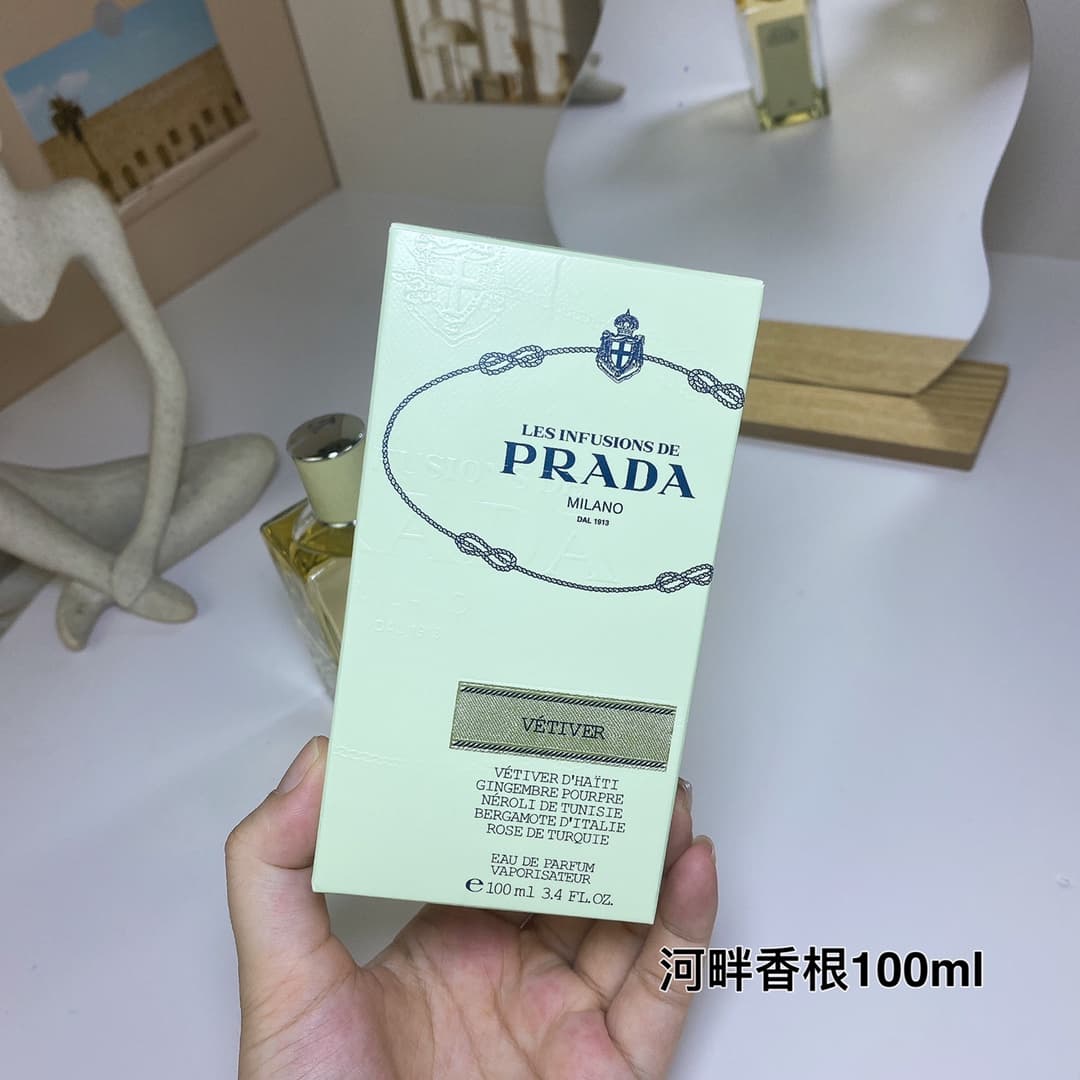 LES INFUSIONS DE
PRADA
MILANO
DAL 1913
VÉTIVER
VÉTIVER D'HAÏTI
GINGEMBRE POURPRE
NÉROLI DE TUNISIE
BERGAMOTE D'ITALIE
ROSE DE TURQUIE
EAU DE PARFUM
VAPORISATEUR
℮100 ml 3.4 FL.OZ.
河畔香根100ml